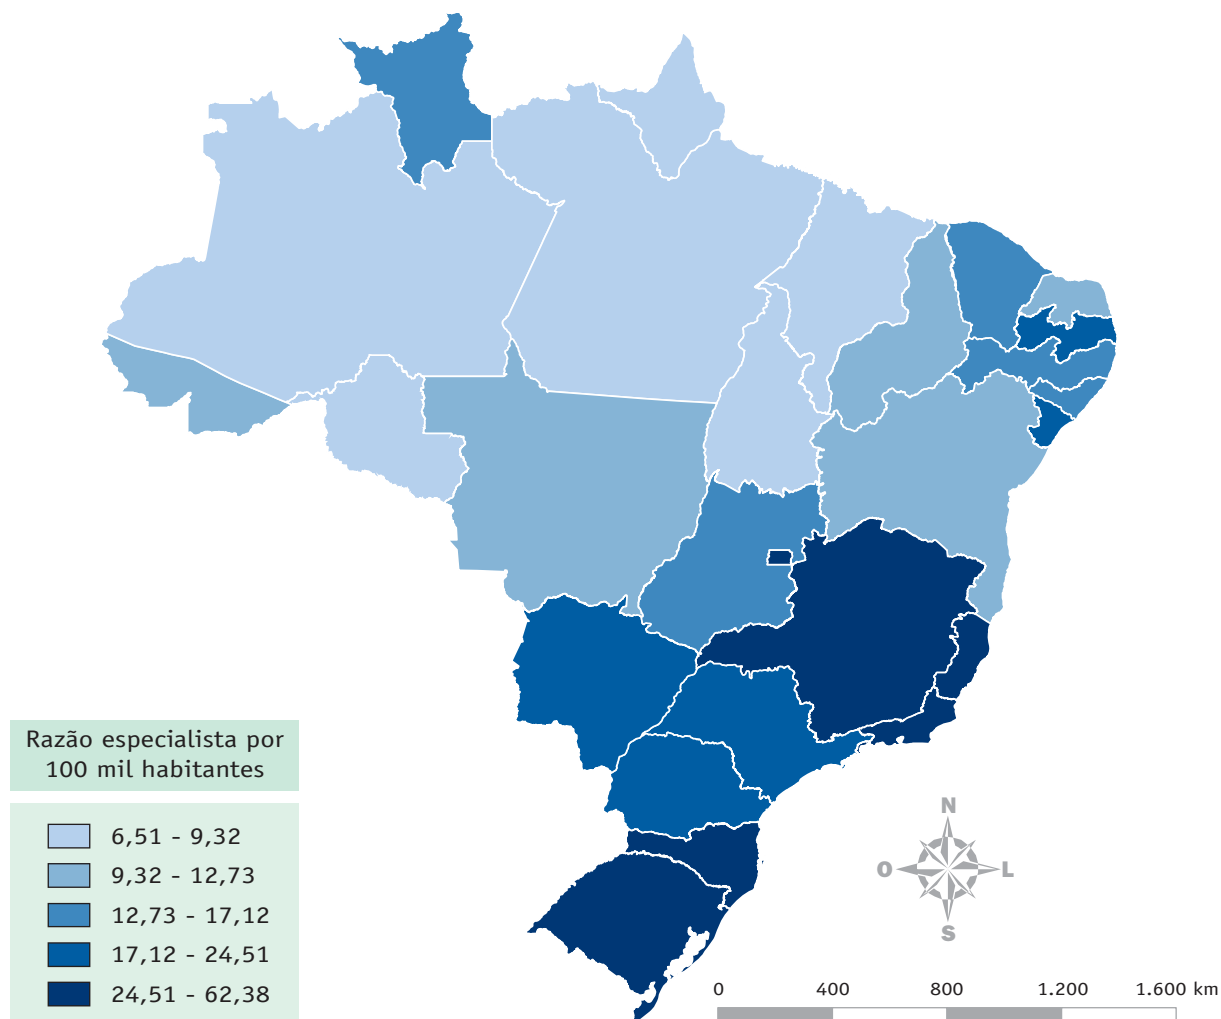 Razão especialista por
100 mil habitantes
6,51 - 9,32
9,32 - 12,73
12,73 - 17,12
17,12 - 24,51
24,51 - 62,38
N
O
L
S
0 400 800 1.200 1.600 km